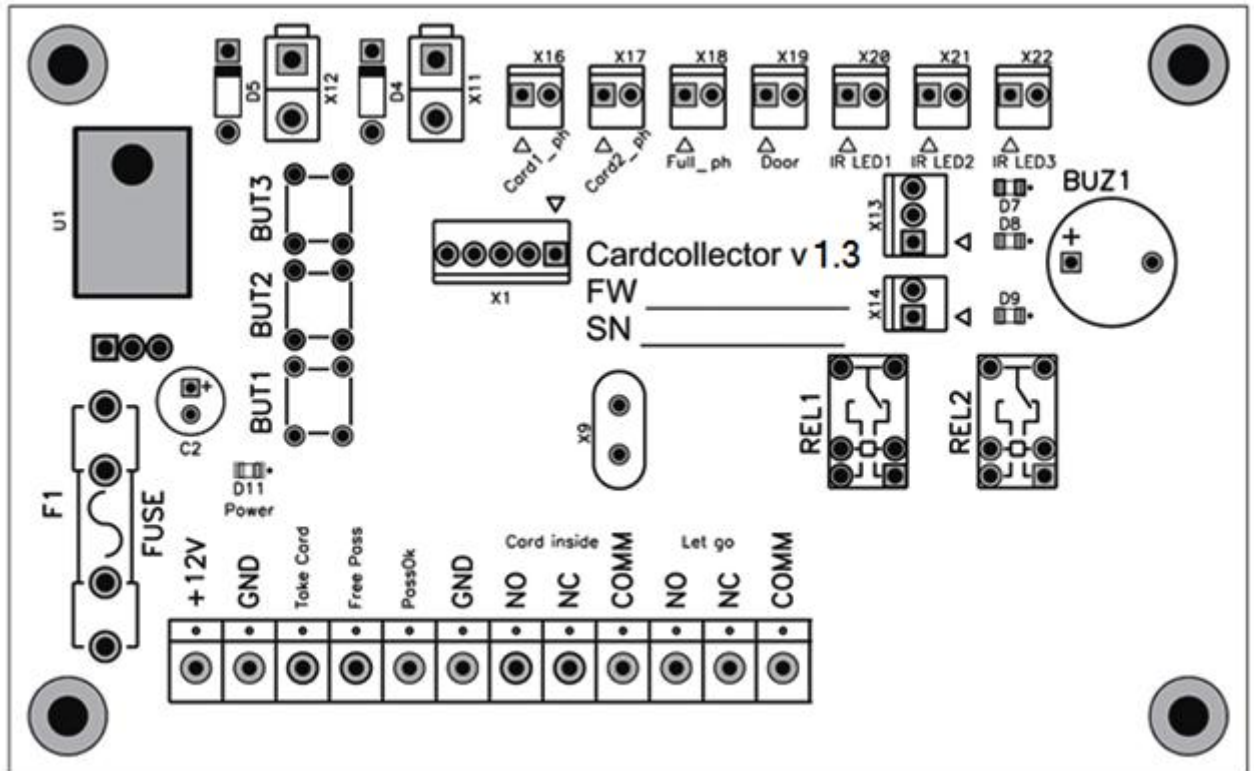 X16 X17 X18 X19 X20 X21 X22
D5 X12 D4 X11
Card1_ph Card2_ph Full_ph Door IR LED1 IR LED2 IR LED3
U1
BUT3
X13
D7
D8
BUZ1
+
X1
Cardcollector v 1.3
FW
SN
BUT2
X14
D9
BUT1
+
C2
X9
REL1
REL2
D11
Power
F1
FUSE
Card inside Let go
+12V GND Take Card Free Pass PassOk GND NO NC COMM NO NC COMM